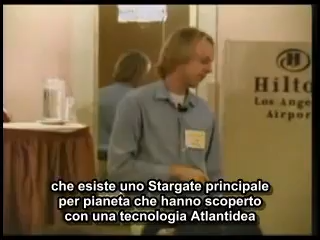 Hilto
Los Ange
Airpor
che esiste uno Stargate principale
per pianeta che hanno scoperto
con una tecnologia Atlantidea